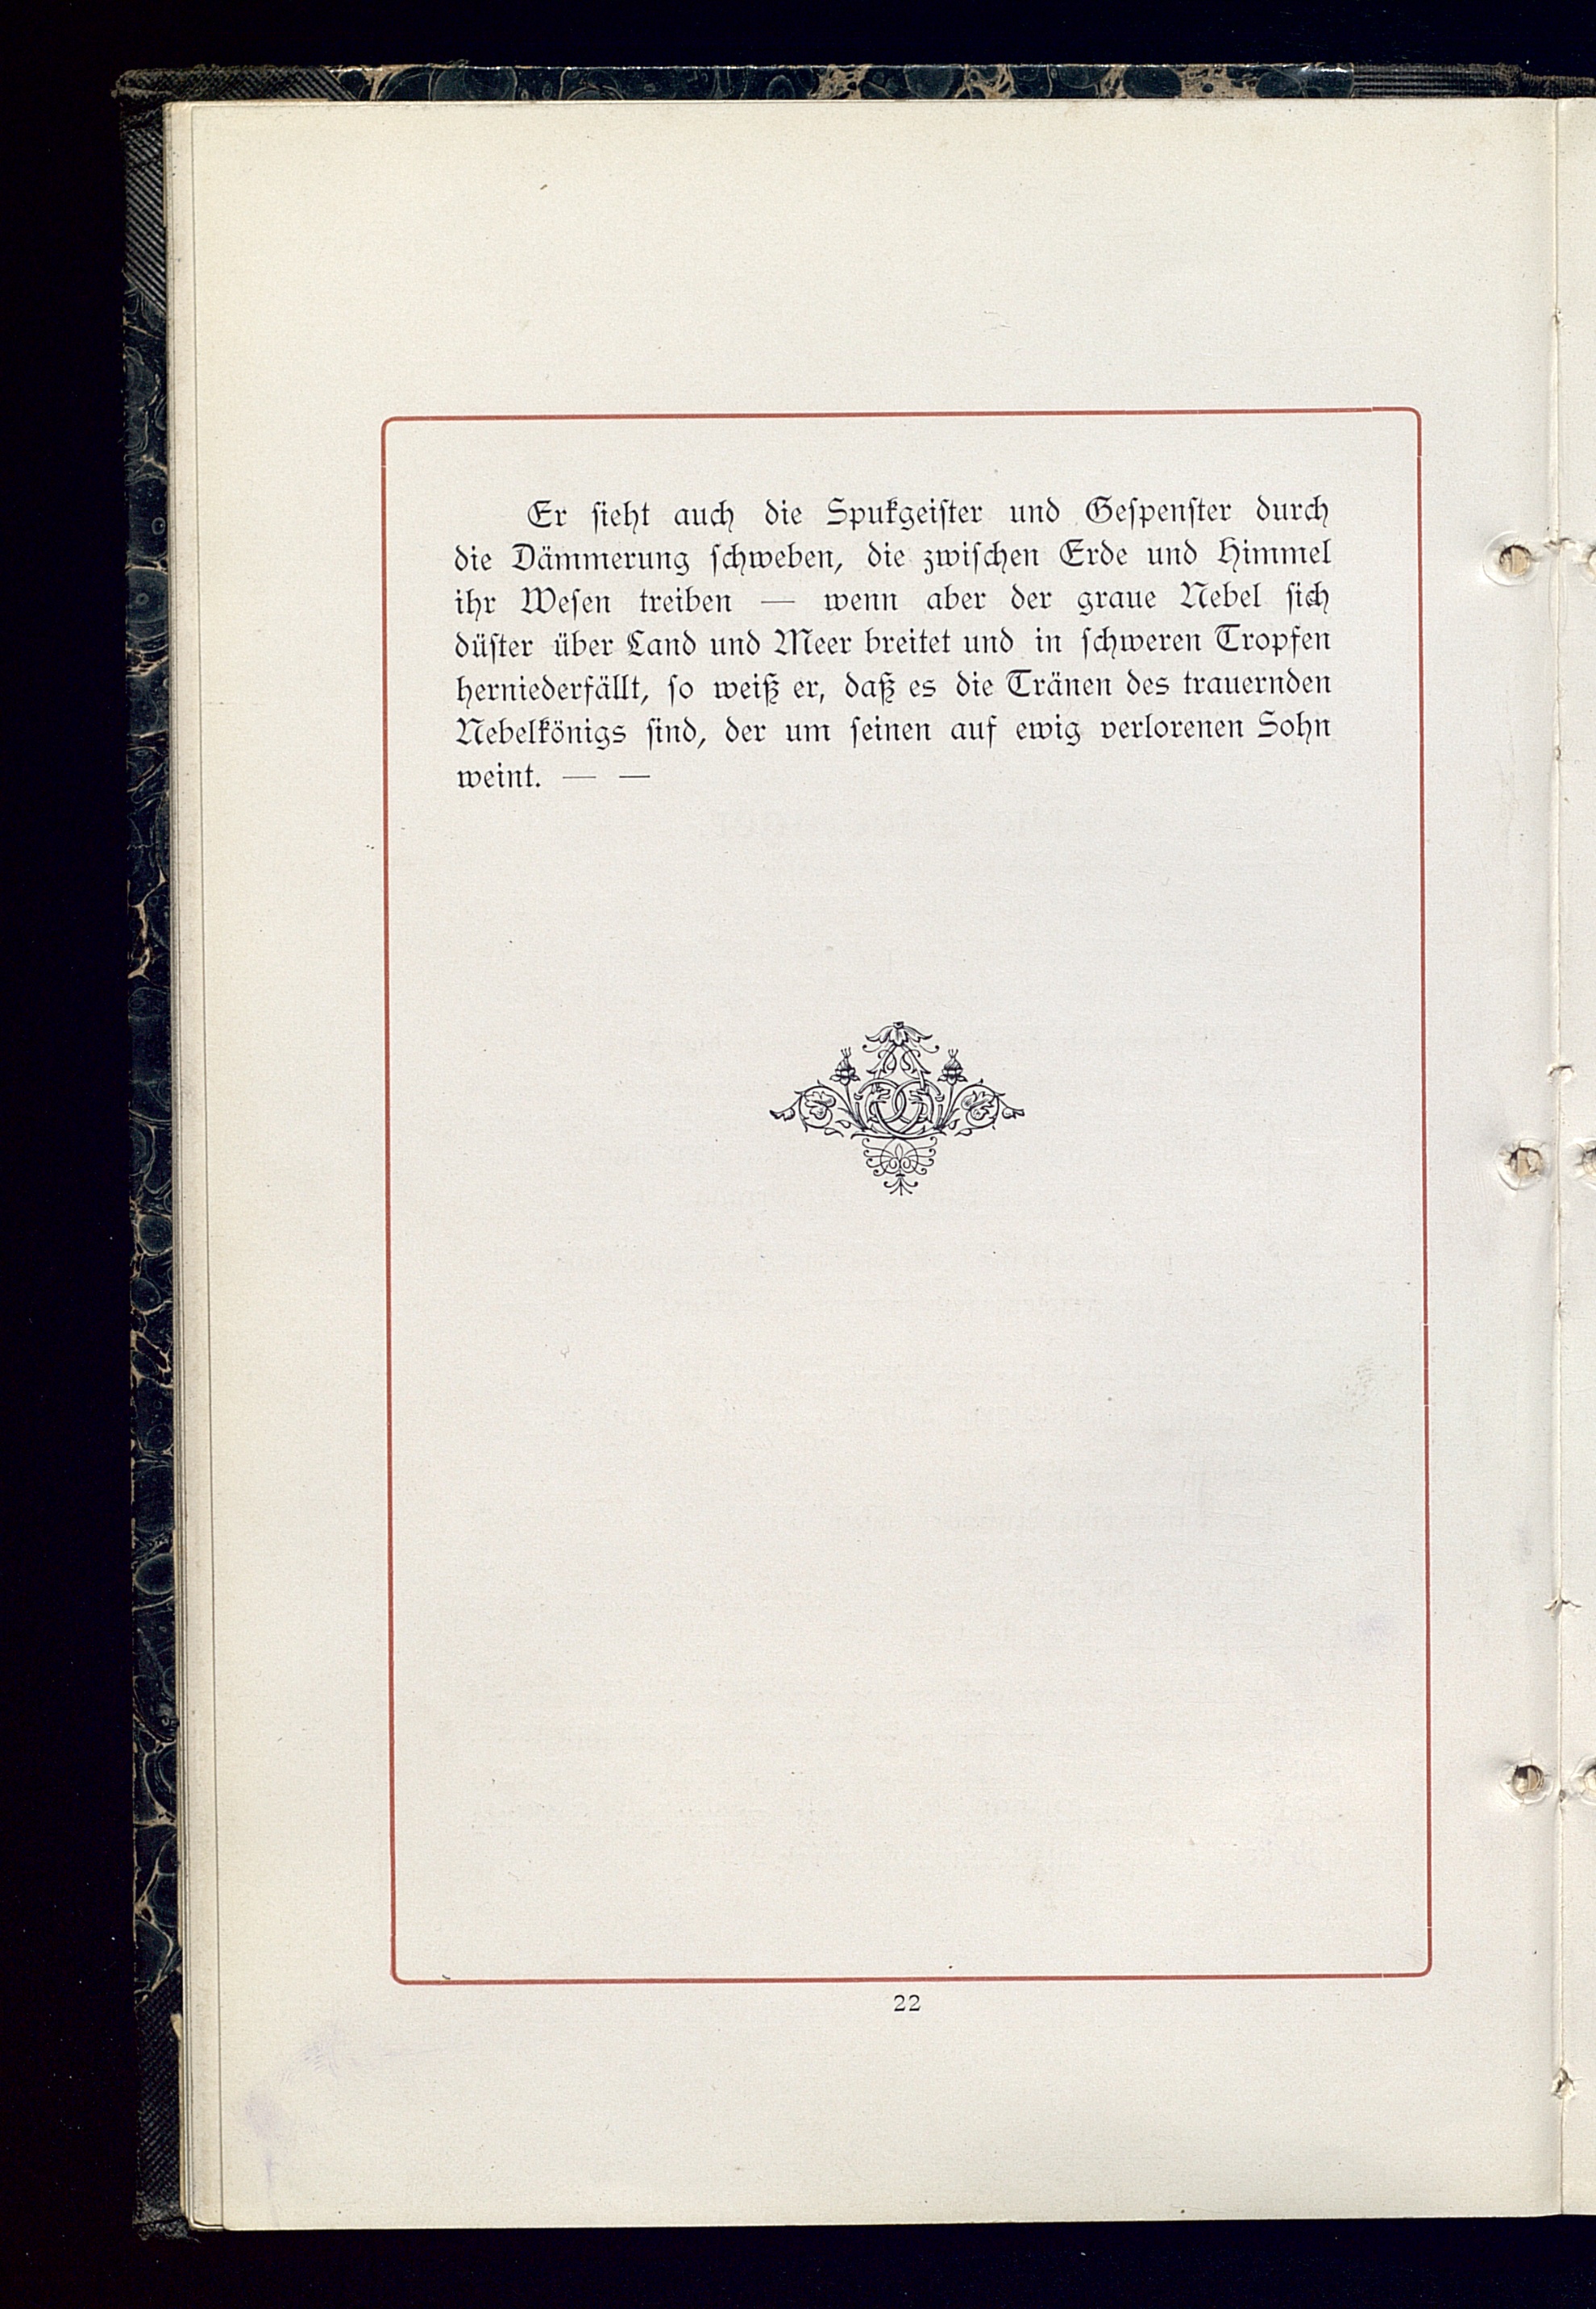 Er sieht auch die Spukgeister und Gespenster durch
die Dämmerung schweben, die zwischen Erde und Himmel
ihr Wesen treiben — wenn aber der graue Nebel sich
düster über Land und Meer breitet und in schweren Tropfen
herniederfällt, so weiß er, daß es die Tränen des trauernden
Nebelkönigs sind, der um seinen auf ewig verlorenen Sohn
weint. — —
22